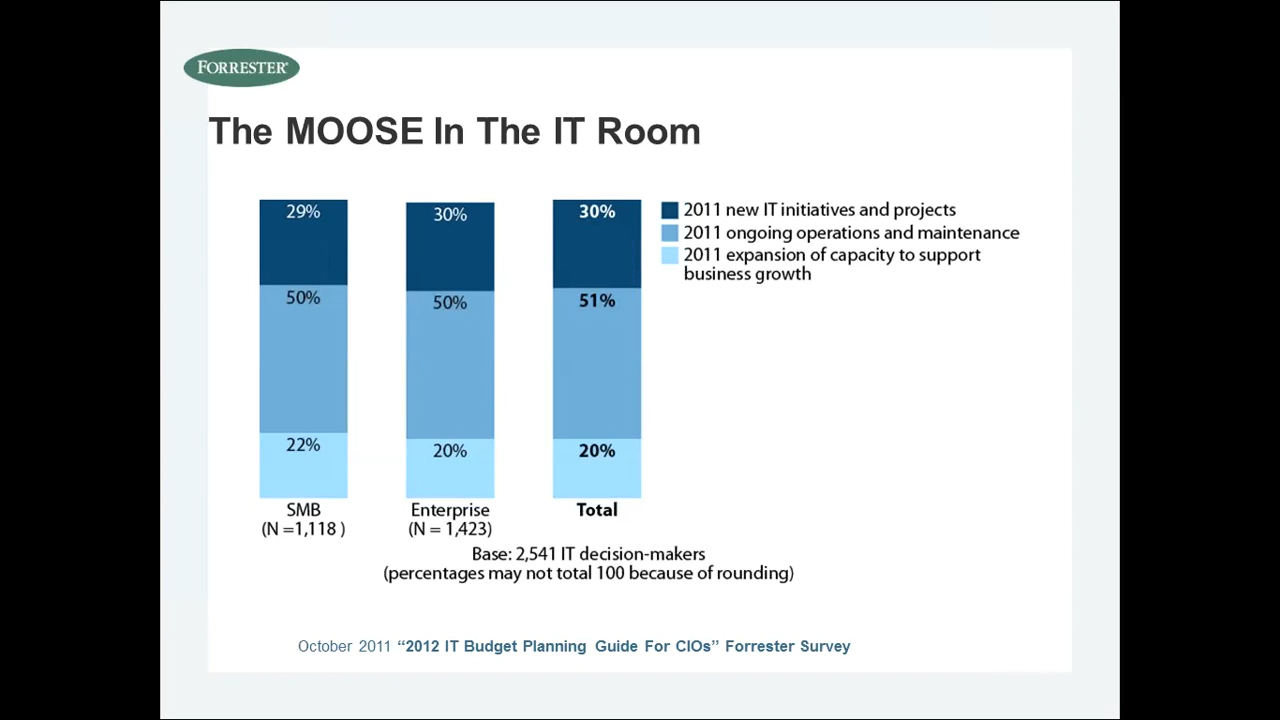 FORRESTER®
The MOOSE In The IT Room
29%
30%
30%
2011 new IT initiatives and projects
2011 ongoing operations and maintenance
2011 expansion of capacity to support
business growth
50%
50%
51%
22%
20%
20%
SMB
(N =1,118 )
Enterprise
(N = 1,423)
Total
Base: 2,541 IT decision-makers
(percentages may not total 100 because of rounding)
October 2011 “2012 IT Budget Planning Guide For CIOs” Forrester Survey